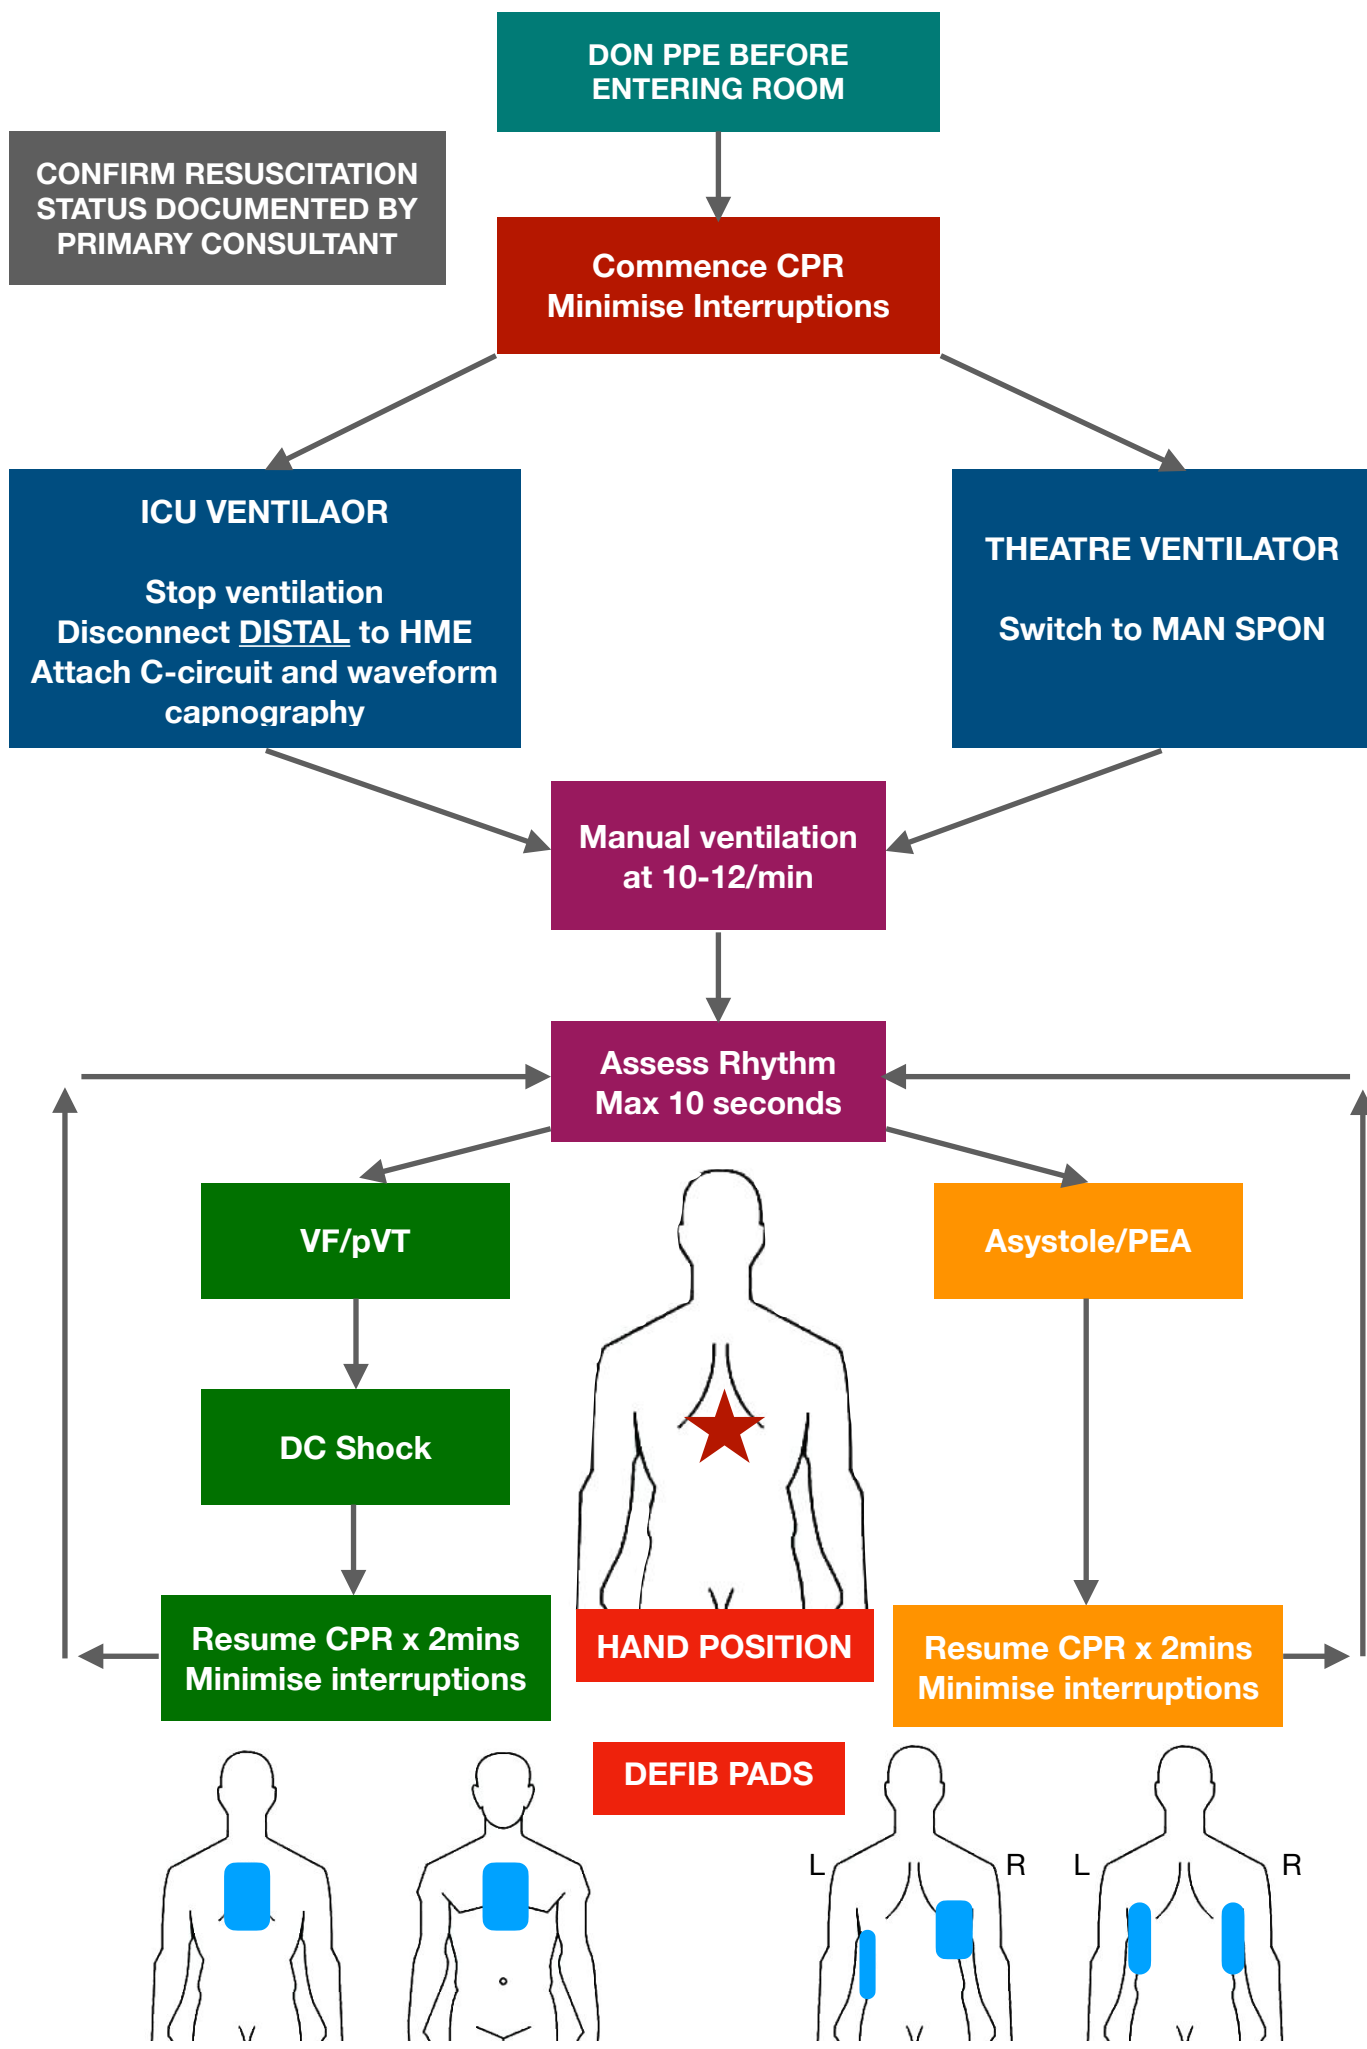 DON PPE BEFORE
ENTERING ROOM
CONFIRM RESUSCITATION
STATUS DOCUMENTED BY
PRIMARY CONSULTANT
Commence CPR
Minimise Interruptions
ICU VENTILAOR
Stop ventilation
Disconnect DISTAL to HME
Attach C-circuit and waveform
capnography
THEATRE VENTILATOR
Switch to MAN SPON
Manual ventilation
at 10-12/min
Assess Rhythm
Max 10 seconds
VF/pVT
Asystole/PEA
DC Shock
Resume CPR x 2mins
Minimise interruptions
HAND POSITION
Resume CPR x 2mins
Minimise interruptions
DEFIB PADS
L R L R